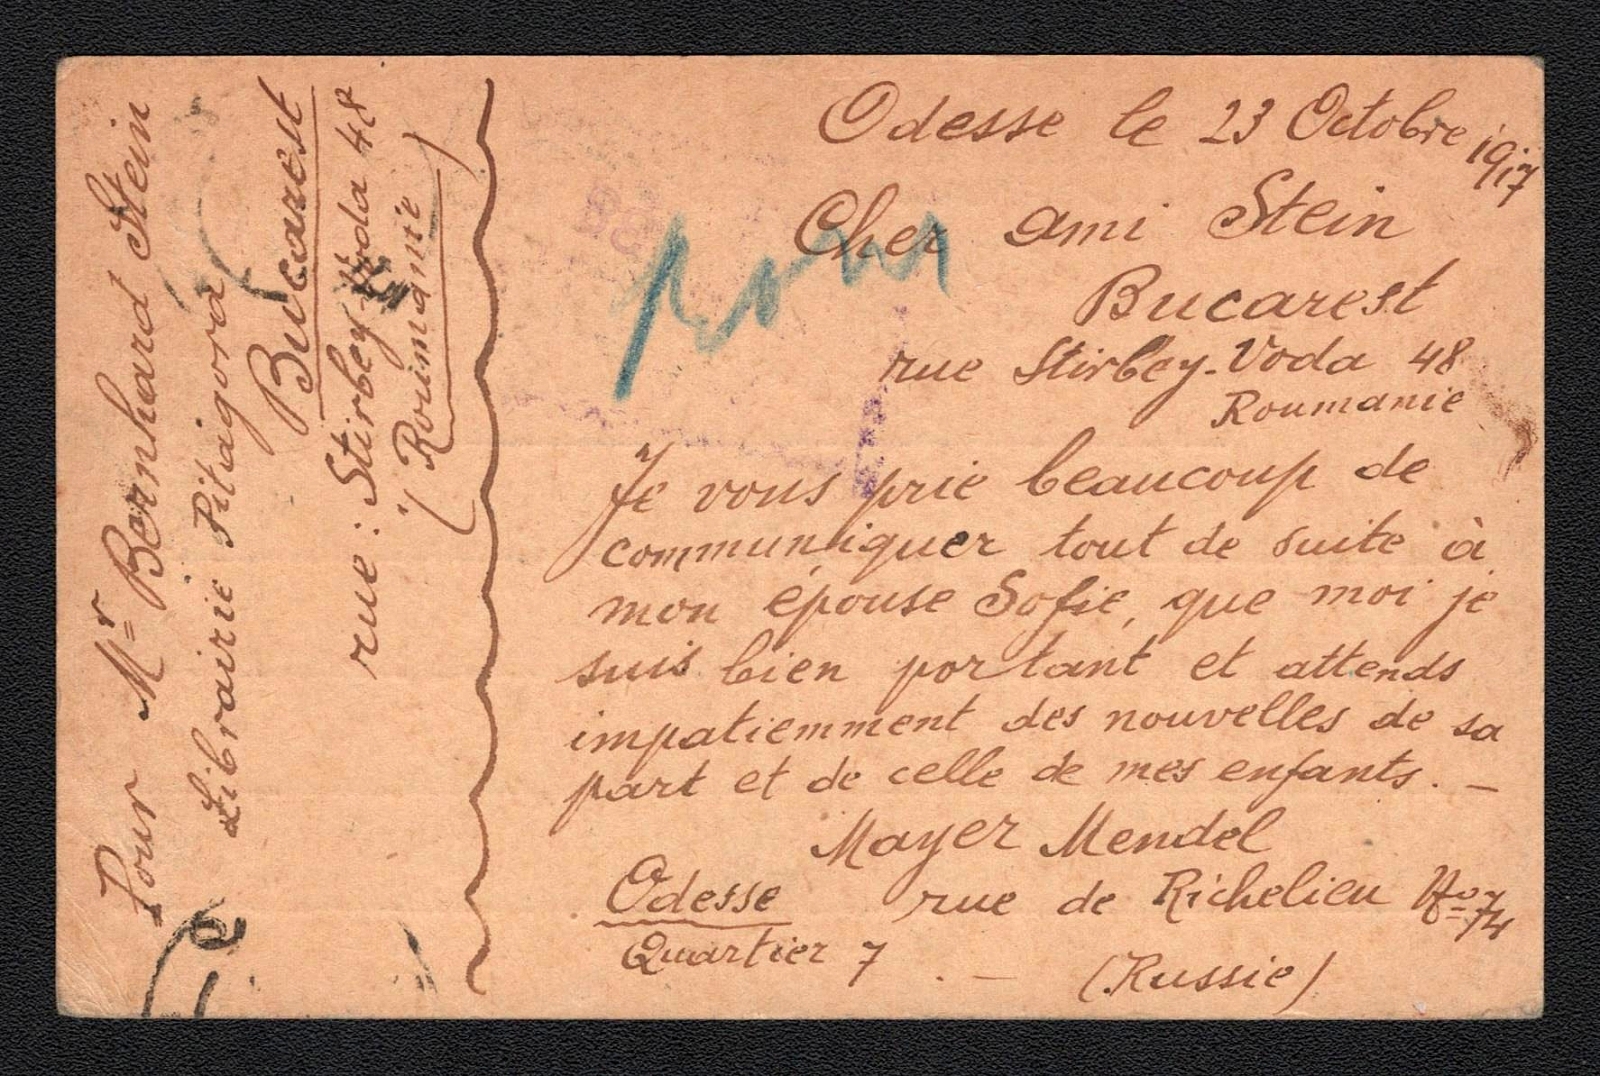 Pour Mr Bernhard Stein
Librairie Pitagora
Bucarest
rue: Stirbey-Voda 48
(Roumanie)
Odesse le 23 Octobre 1917
Cher ami Stein
Bucarest
rue Stirbey-Voda 48
Roumanie
Je vous prie beaucoup de
communiquer tout de suite à
mon épouse Sofie, que moi je
suis bien portant et attends
impatiemment des nouvelles de sa
part et de celle de mes enfants. —
Mayer Mendel
Odesse rue de Richelieu No 74
Quartier 7 . — (Russie)